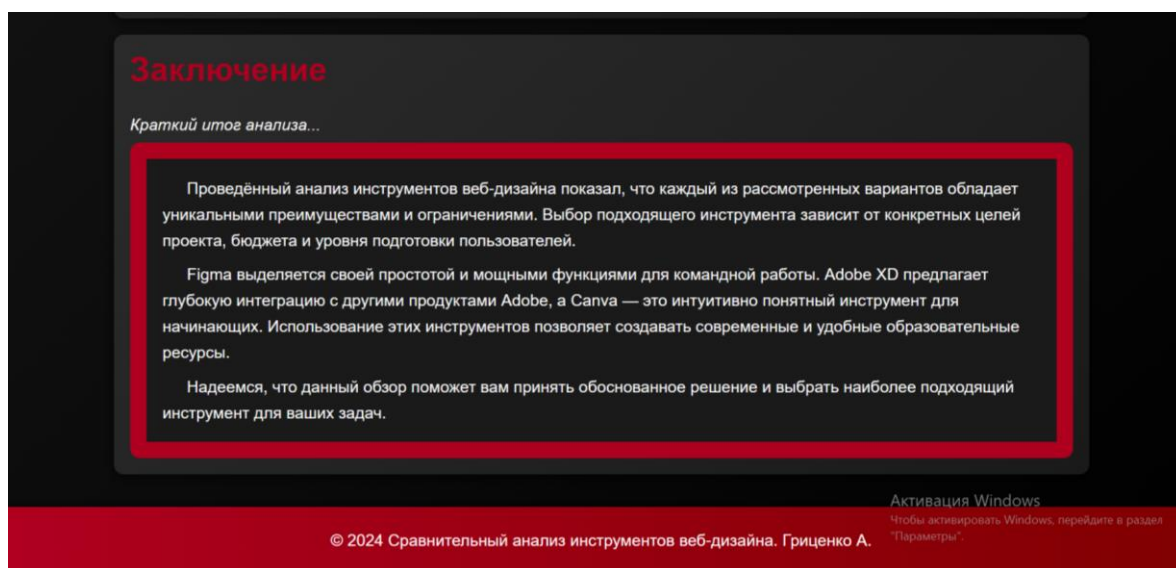 Заключение
Краткий итог анализа...
Проведённый анализ инструментов веб-дизайна показал, что каждый из рассмотренных вариантов обладает
уникальными преимуществами и ограничениями. Выбор подходящего инструмента зависит от конкретных целей
проекта, бюджета и уровня подготовки пользователей.
Figma выделяется своей простотой и мощными функциями для командной работы. Adobe XD предлагает
глубокую интеграцию с другими продуктами Adobe, а Canva — это интуитивно понятный инструмент для
начинающих. Использование этих инструментов позволяет создавать современные и удобные образовательные
ресурсы.
Надеемся, что данный обзор поможет вам принять обоснованное решение и выбрать наиболее подходящий
инструмент для ваших задач.
Активация Windows
Чтобы активировать Windows, перейдите в раздел
"Параметры".
© 2024 Сравнительный анализ инструментов веб-дизайна. Гриценко А.